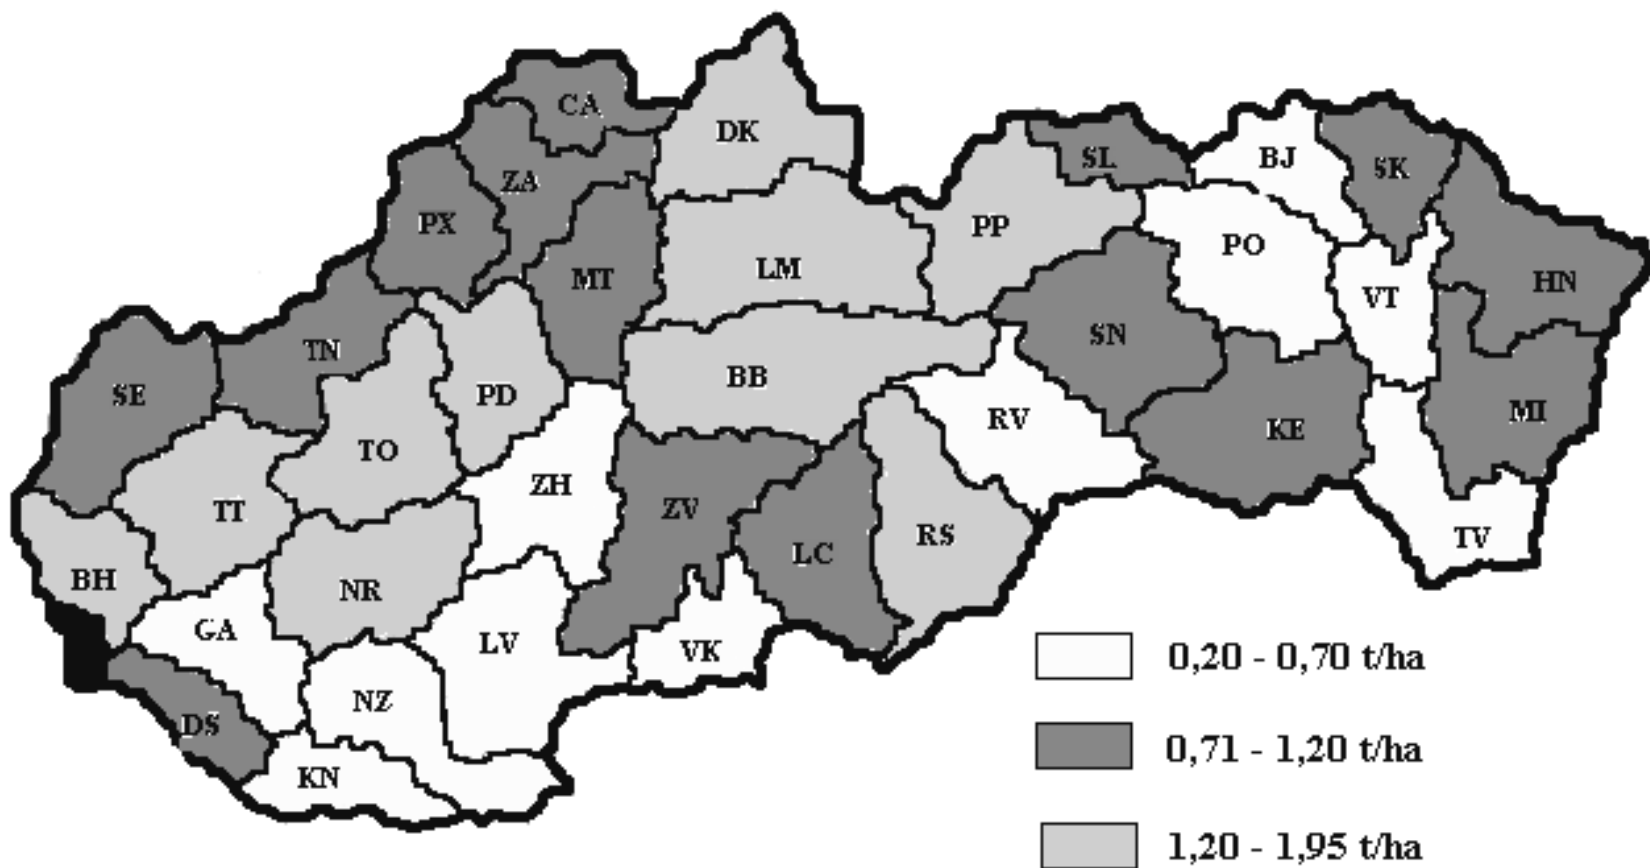 CA
DK
ZA
SL
BJ
SK
PX
PP
PO
MT
LM
VT
HN
TN
SN
SE
PD
BB
RV
KE
MI
TO
ZH
TT
ZV
LC
RS
TV
BH
NR
GA
LV
VK
NZ
DS
KN
0,20 - 0,70 t/ha
0,71 - 1,20 t/ha
1,20 - 1,95 t/ha